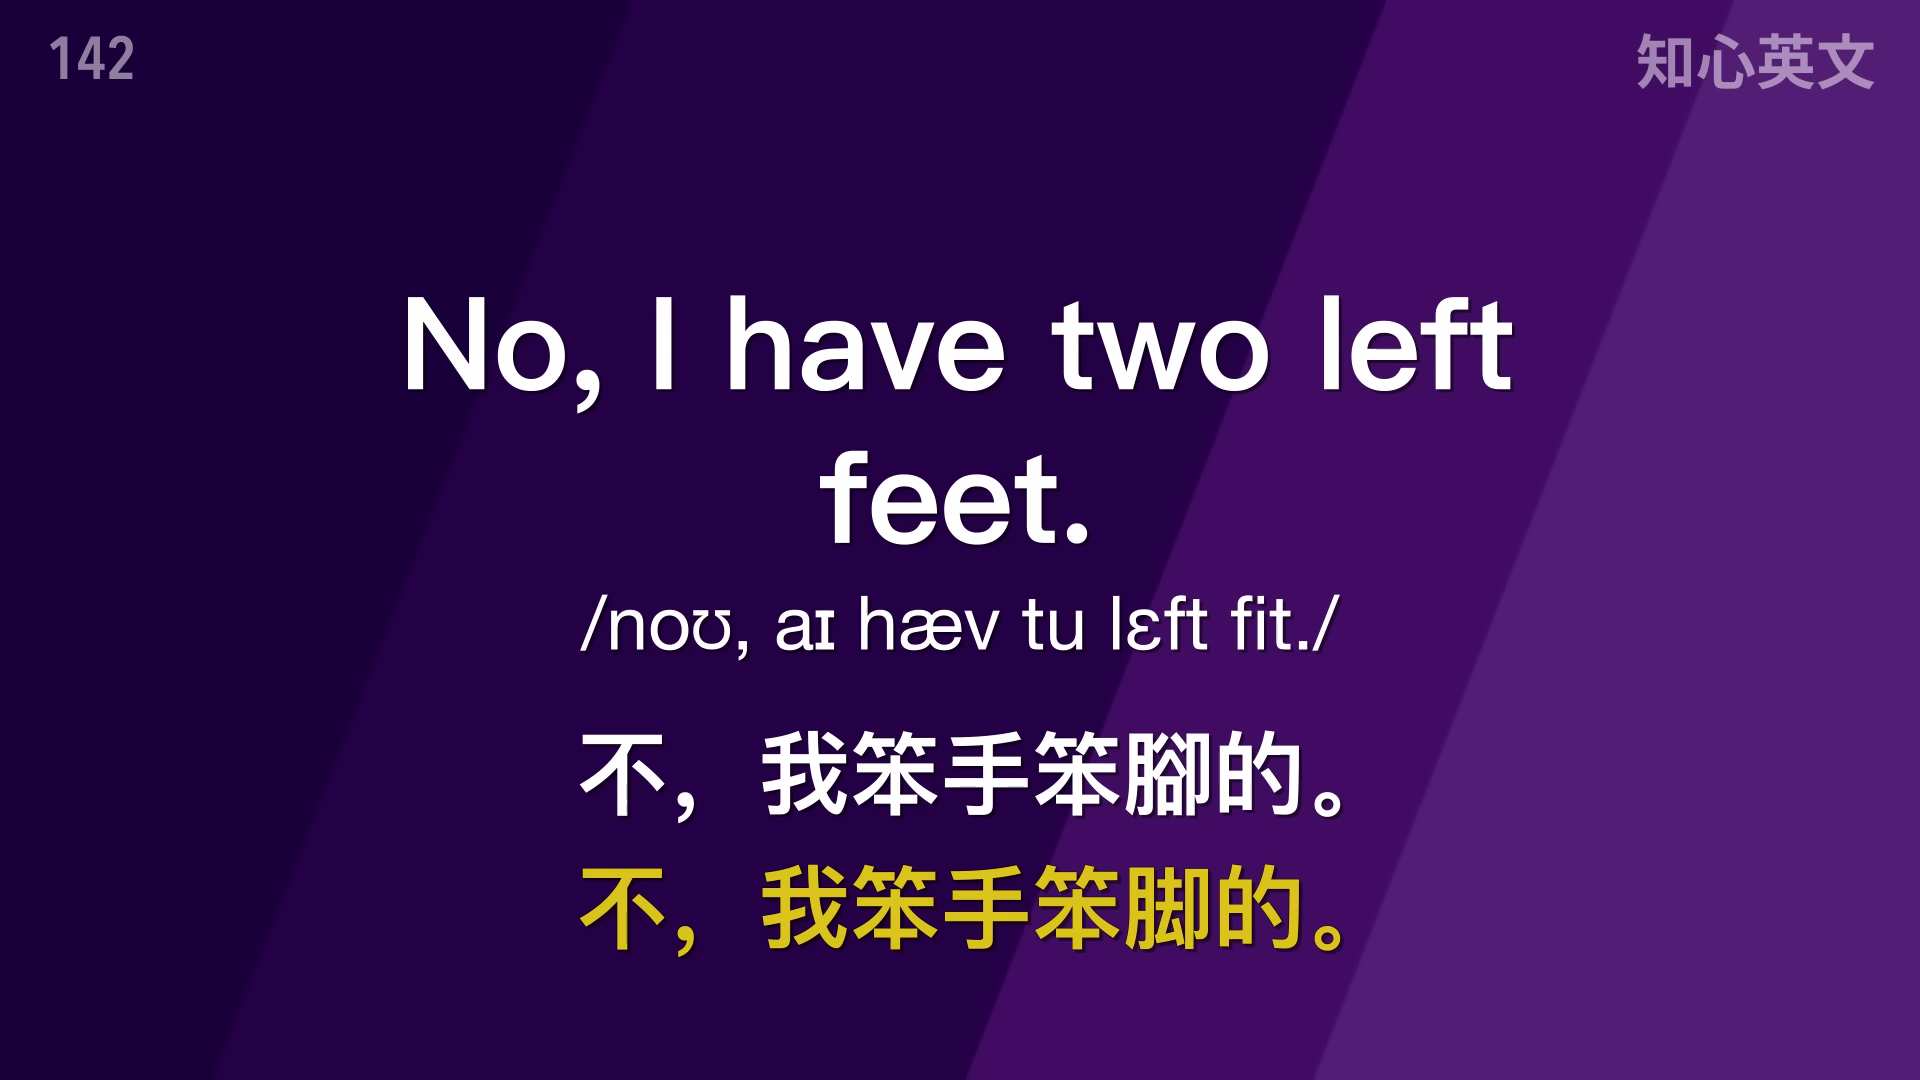 142
知心英文
No, I have two left
feet.
/noʊ, aɪ hæv tu lɛft fit./
不，我笨手笨腳的。
不，我笨手笨脚的。